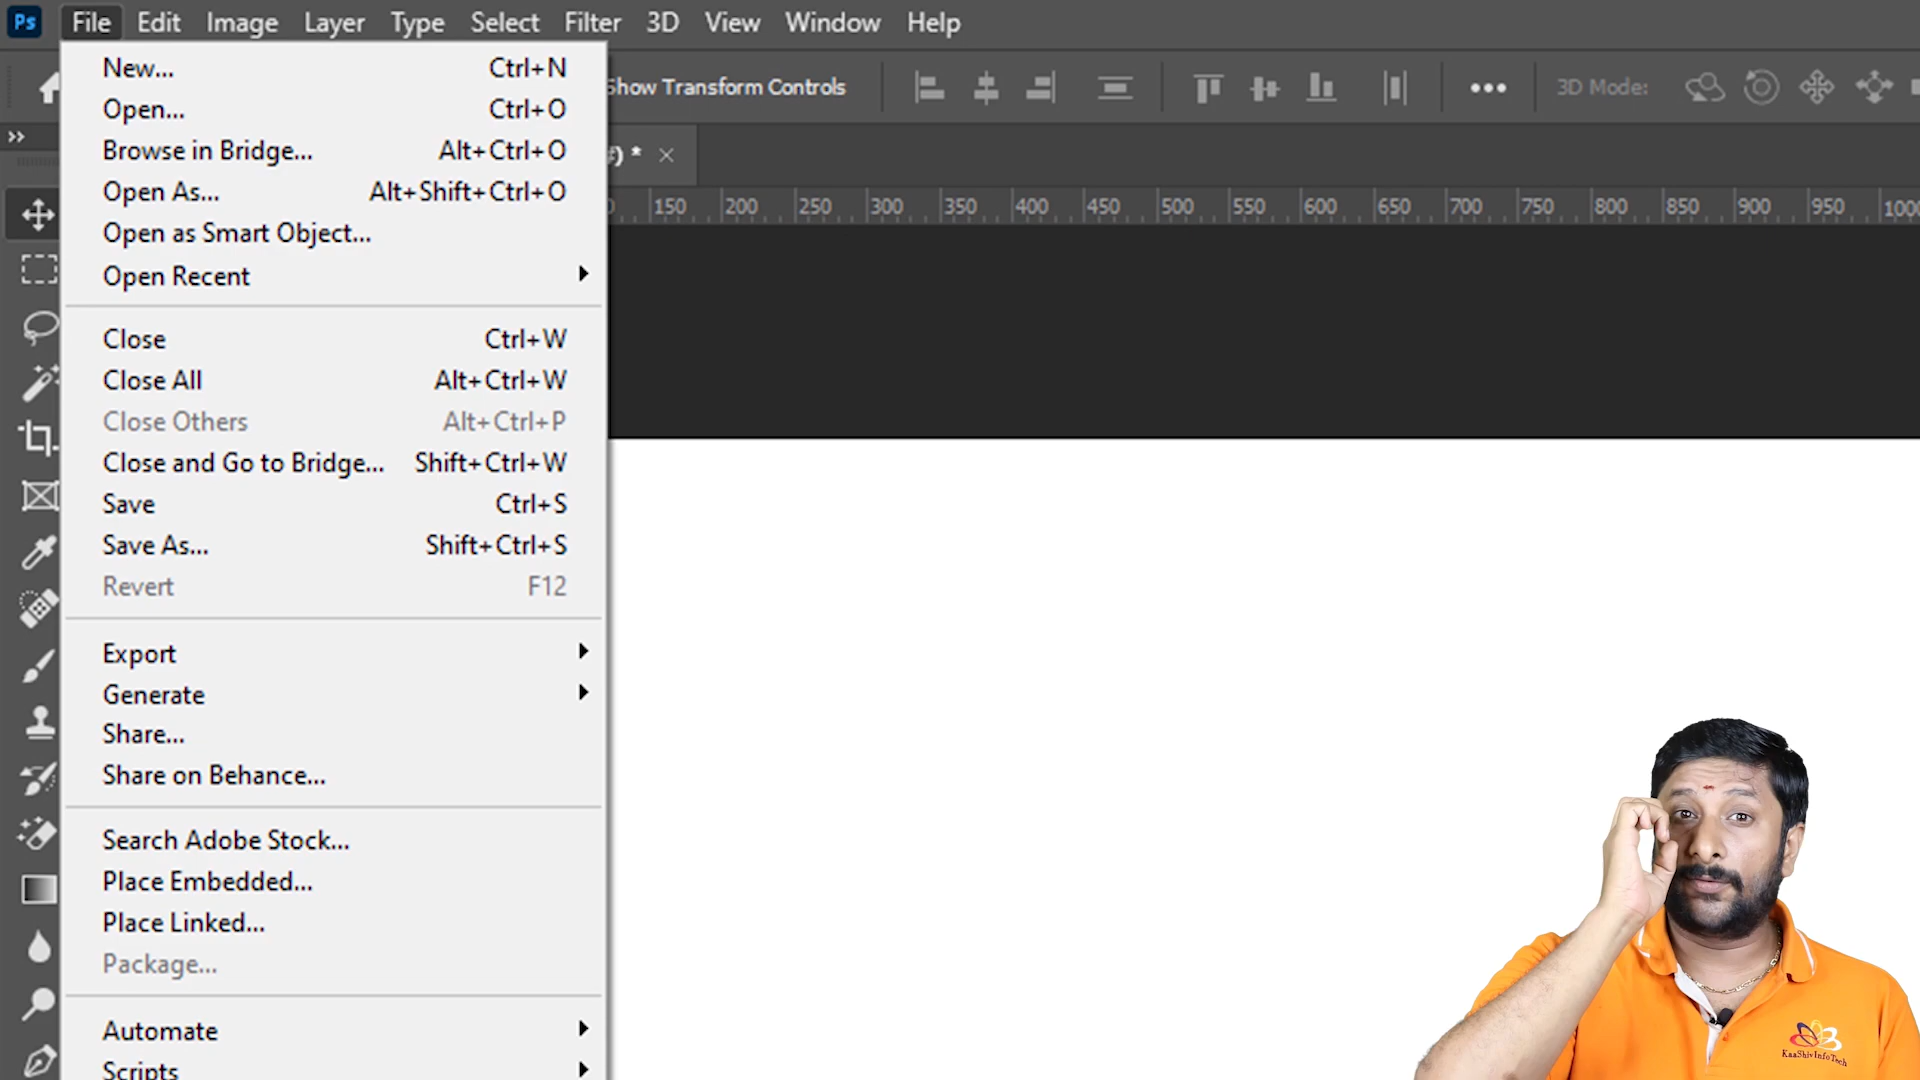 Ps File Edit Image Layer Type Select Filter 3D View Window Help
Show Transform Controls ••• 3D Mode:
) * ×
150 200 250 300 350 400 450 500 550 600 650 700 750 800 850 900 950 1000
New... Ctrl+N
Open... Ctrl+O
Browse in Bridge... Alt+Ctrl+O
Open As... Alt+Shift+Ctrl+O
Open as Smart Object...
Open Recent
Close Ctrl+W
Close All Alt+Ctrl+W
Close Others Alt+Ctrl+P
Close and Go to Bridge... Shift+Ctrl+W
Save Ctrl+S
Save As... Shift+Ctrl+S
Revert F12
Export
Generate
Share...
Share on Behance...
Search Adobe Stock...
Place Embedded...
Place Linked...
Package...
Automate
Scripts
KaaShivInfoTech